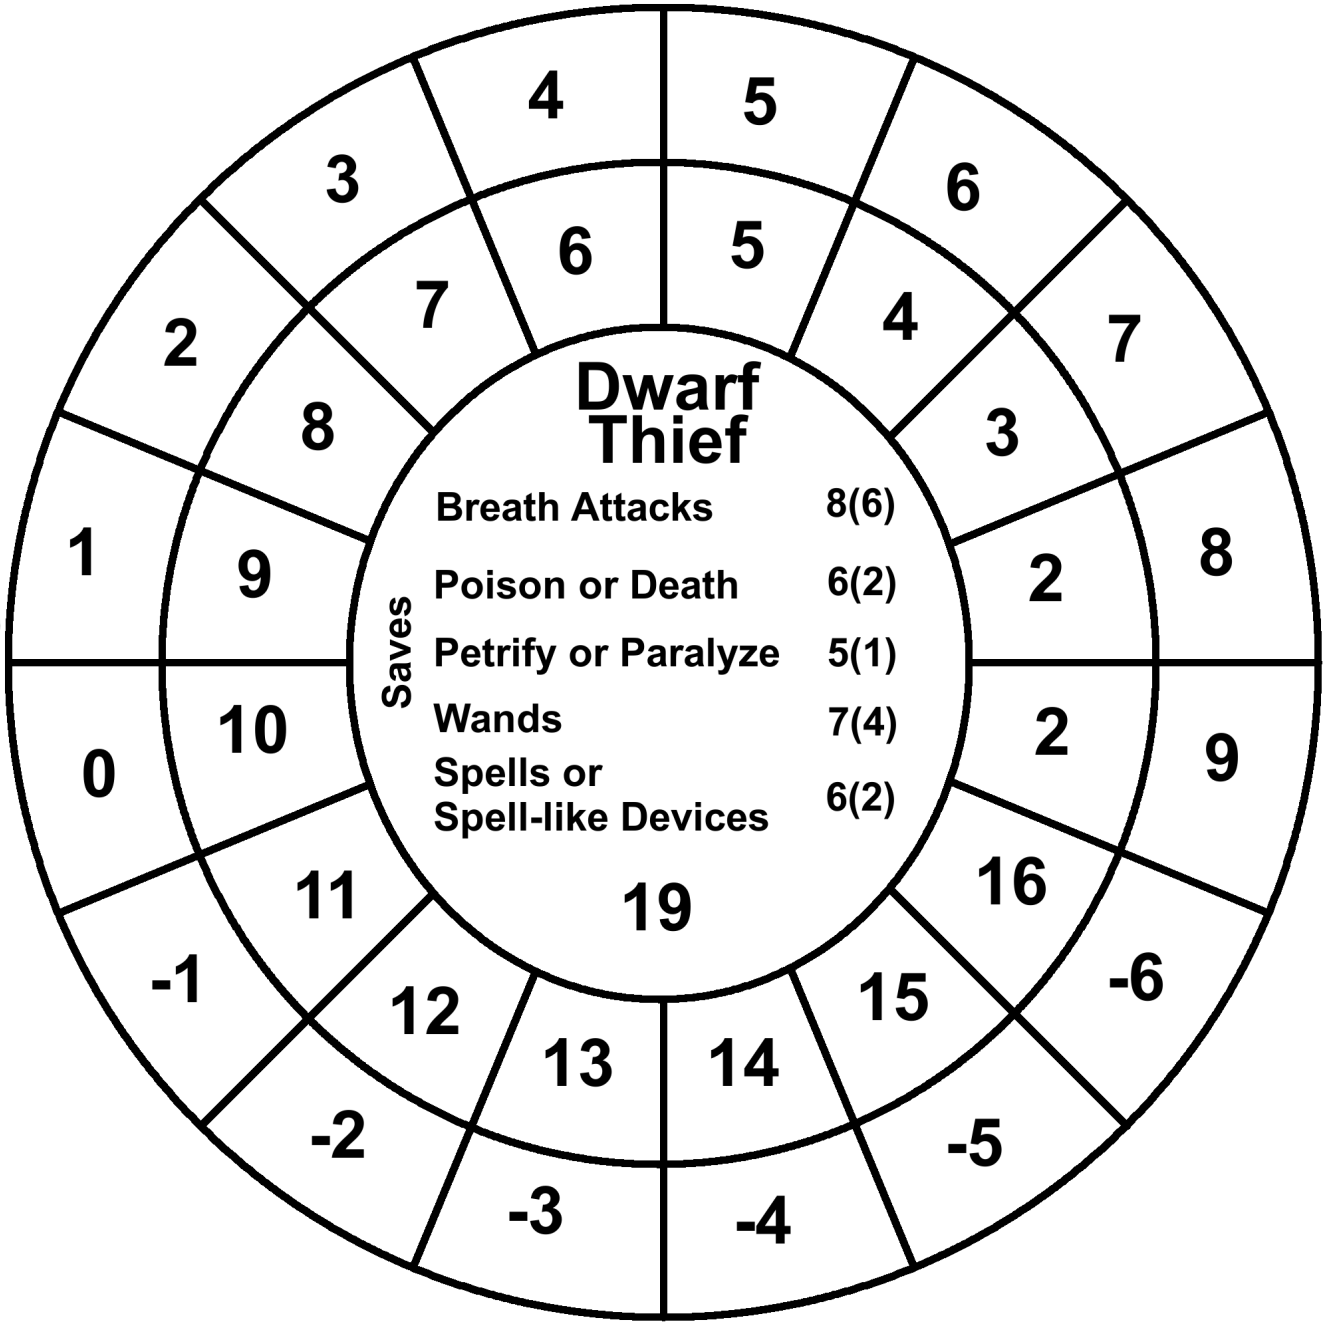 4 5
3 6
6 5
7 4
2 7
8 3
Dwarf
Thief
Breath Attacks 8(6)
1 8
9 2
Poison or Death 6(2)
Saves
Petrify or Paralyze 5(1)
Wands 7(4)
10 2
0 9
Spells or
Spell-like Devices 6(2)
11 16
19
-1 -6
12 15
13 14
-2 -5
-3 -4